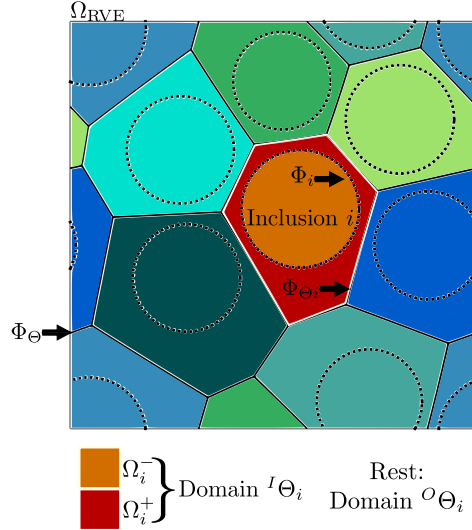 Ω_RVE
Φ_i
Inclusion i
Φ_Θi
Φ_Θ
Ω_i^-
Ω_i^+
Domain ^IΘ_i
Rest:
Domain ^OΘ_i